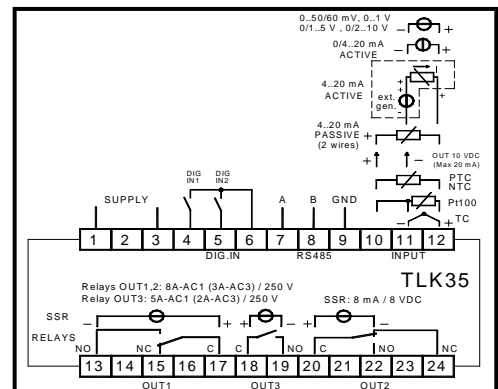 0..50/60 mV, 0..1 V
0/1..5 V , 0/2..10 V
- +
0/4..20 mA
ACTIVE
- +
4..20 mA
ACTIVE
ext.
gen.
+ + -
4..20 mA
PASSIVE
(2 wires)
+ -
+ -
OUT 10 VDC
(Max 20 mA)
PTC
NTC
Pt100
- + TC
DIG IN1
DIG IN2
SUPPLY
A B GND
1 2 3 4 5 6 7 8 9 10 11 12
DIG.IN RS485 INPUT
TLK35
Relays OUT1,2: 8A-AC1 (3A-AC3) / 250 V
Relay OUT3: 5A-AC1 (2A-AC3) / 250 V
SSR: 8 mA / 8 VDC
SSR - + + - + -
RELAYS
NO NC C C NO C NO NC
13 14 15 16 17 18 19 20 21 22 23 24
OUT1 OUT3 OUT2